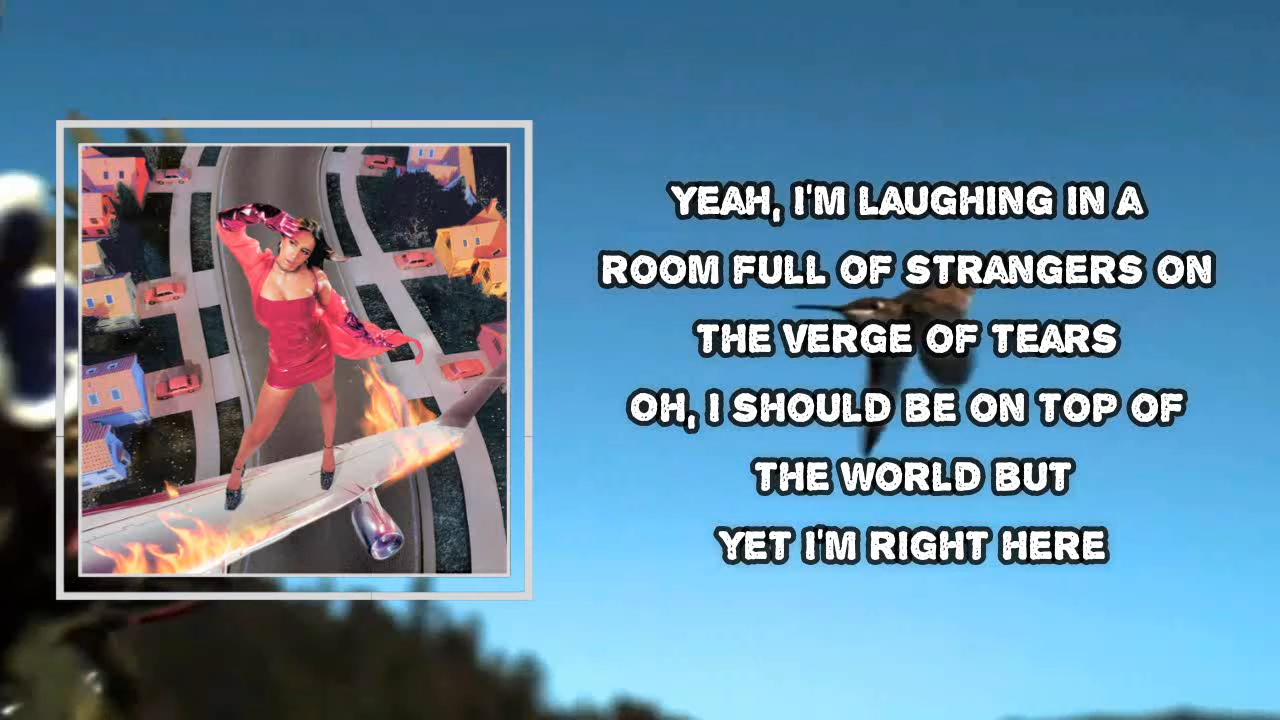 YEAH, I'M LAUGHING IN A
ROOM FULL OF STRANGERS ON
THE VERGE OF TEARS
OH, I SHOULD BE ON TOP OF
THE WORLD BUT
YET I'M RIGHT HERE